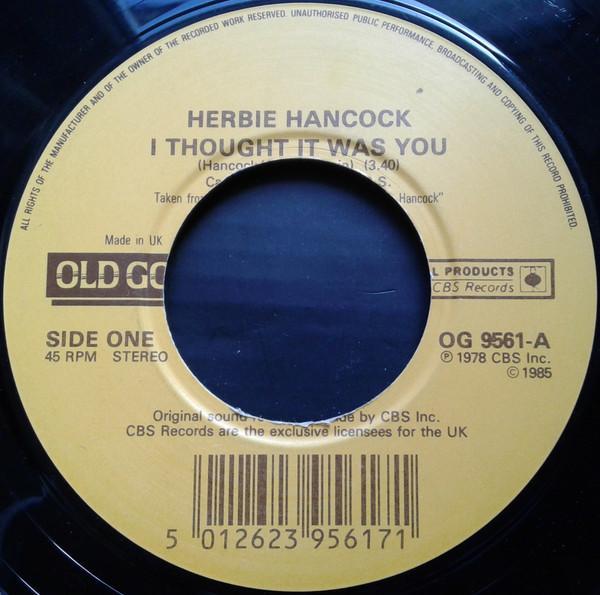 ALL RIGHTS OF THE MANUFACTURER AND OF THE OWNER OF THE RECORDED WORK RESERVED. UNAUTHORISED PUBLIC PERFORMANCE, BROADCASTING AND COPYING OF THIS RECORD PROHIBITED.
HERBIE HANCOCK
I THOUGHT IT WAS YOU
(Hancock (3.40)
Taken Hancock"
Made in UK
OLD L PRODUCTS
CBS Records
SIDE ONE OG 9561-A
45 RPM STEREO ℗ 1978 CBS Inc.
© 1985
Original sound by CBS Inc.
CBS Records are the exclusive licensees for the UK
5 012623 956171